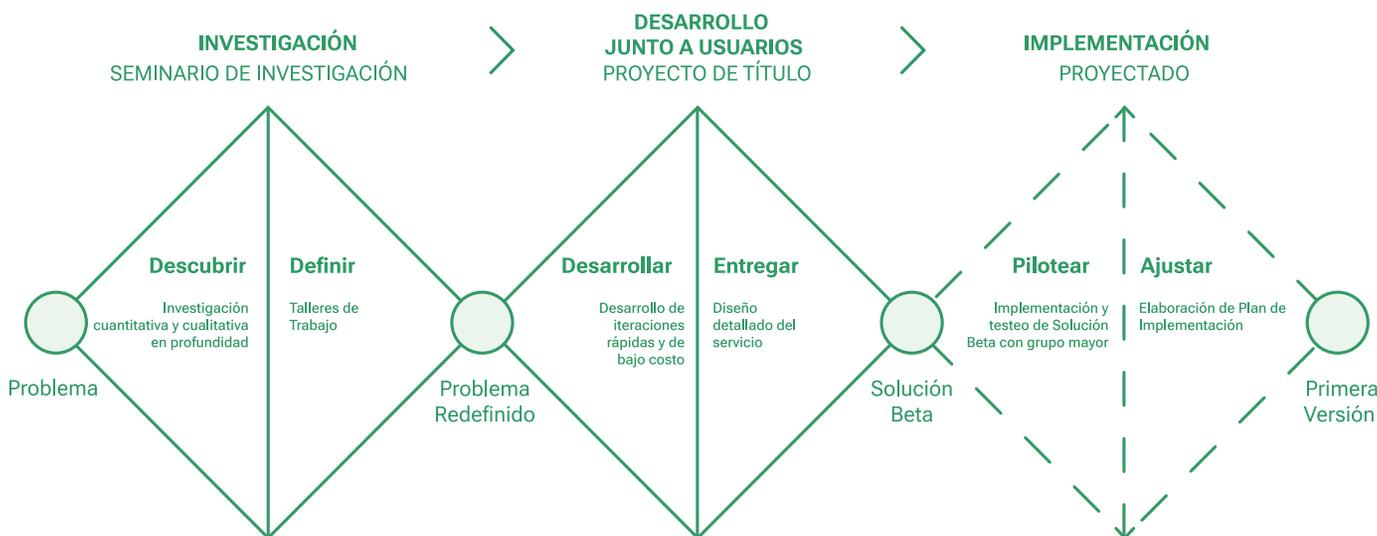 INVESTIGACIÓN
SEMINARIO DE INVESTIGACIÓN
DESARROLLO
JUNTO A USUARIOS
PROYECTO DE TÍTULO
IMPLEMENTACIÓN
PROYECTADO
Descubrir
Investigación
cuantitativa y cualitativa
en profundidad
Definir
Talleres de
Trabajo
Desarrollar
Desarrollo de
iteraciones
rápidas y de
bajo costo
Entregar
Diseño
detallado del
servicio
Pilotear
Implementación y
testeo de Solución
Beta con grupo mayor
Ajustar
Elaboración de Plan de
Implementación
Problema
Problema
Redefinido
Solución
Beta
Primera
Versión